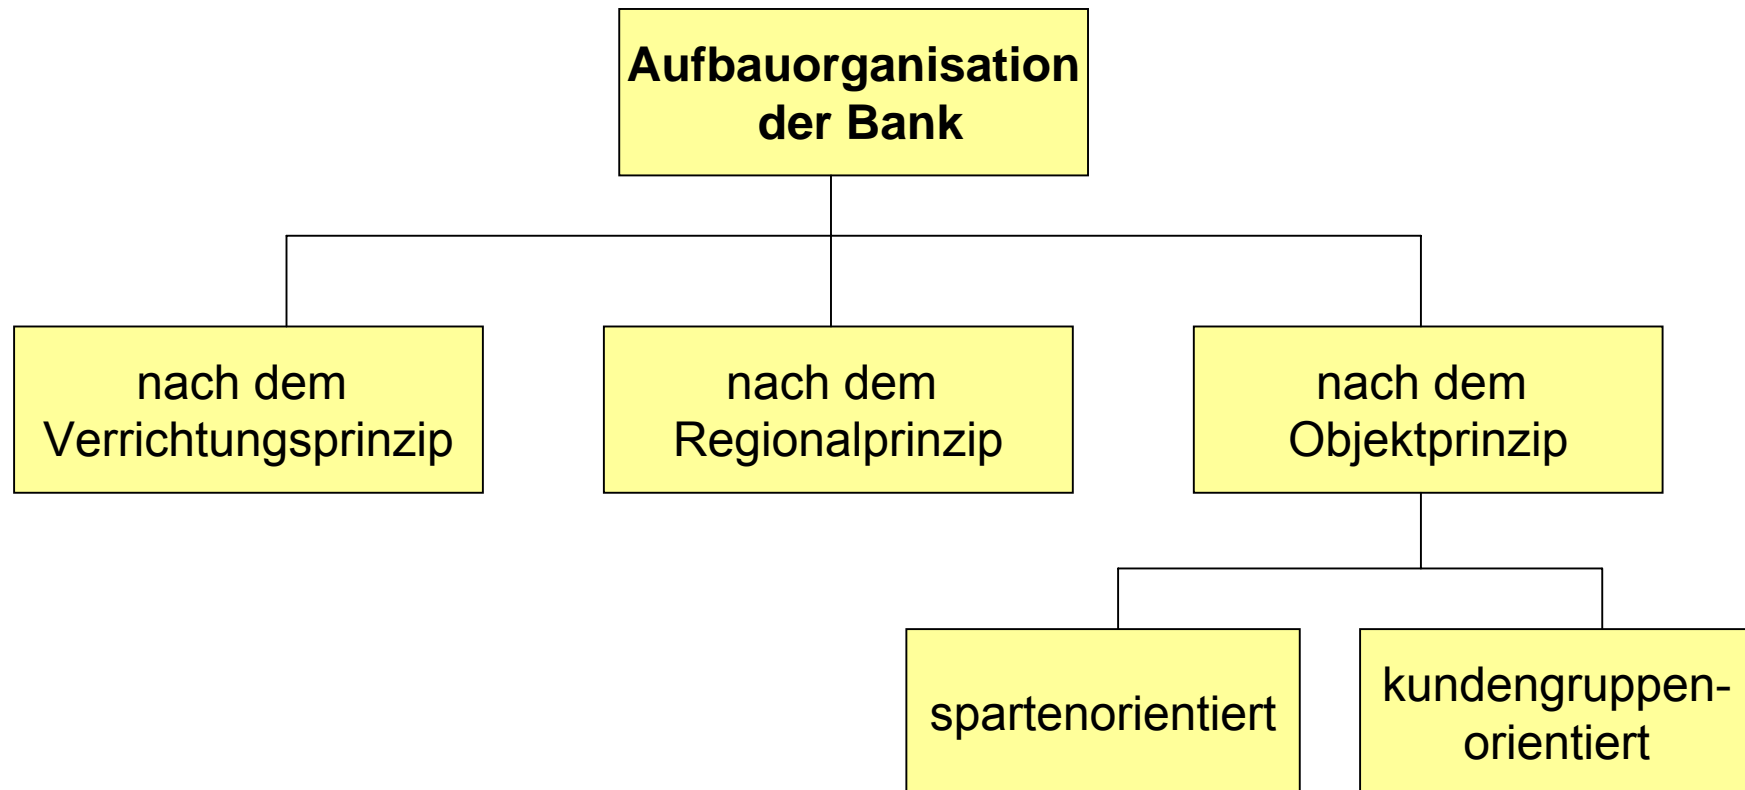 Aufbauorganisation
der Bank
nach dem
Verrichtungsprinzip
nach dem
Regionalprinzip
nach dem
Objektprinzip
spartenorientiert
kundengruppen-
orientiert